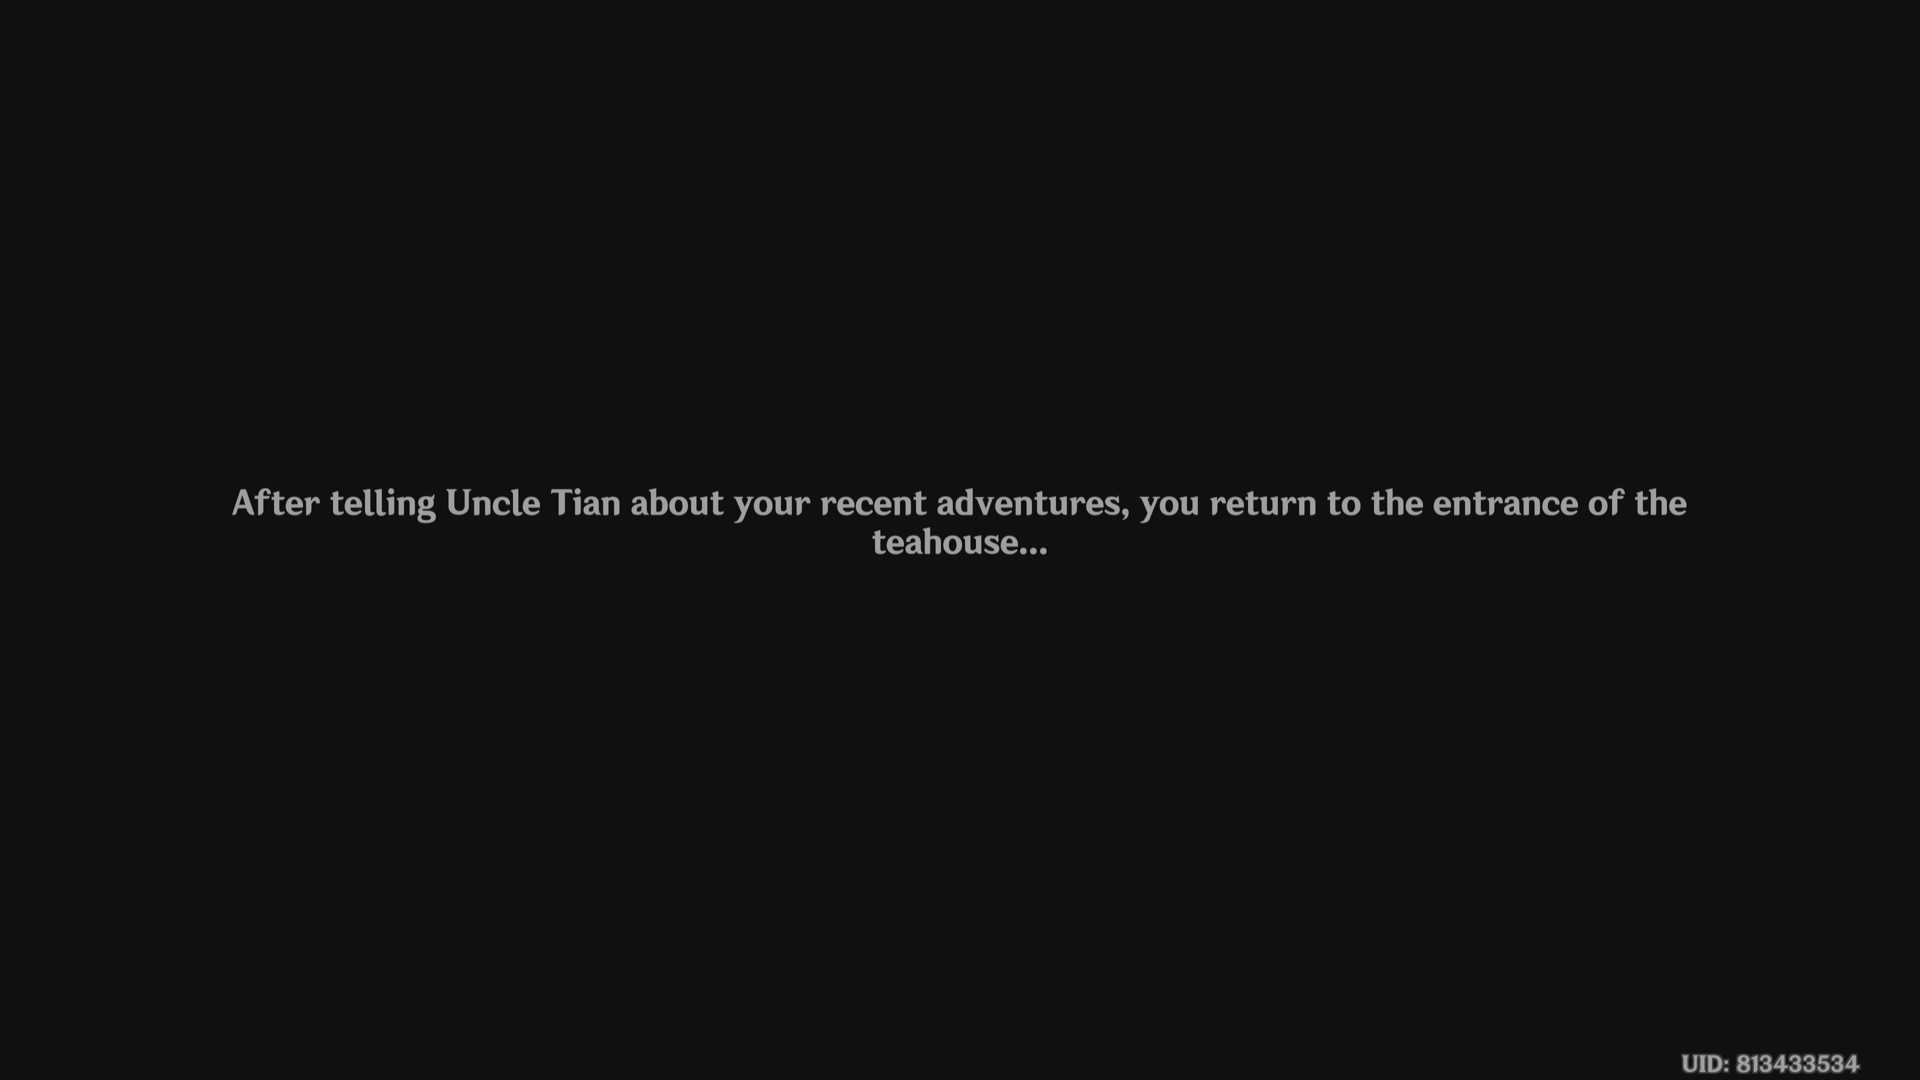 After telling Uncle Tian about your recent adventures, you return to the entrance of the
teahouse...
UID: 813433534